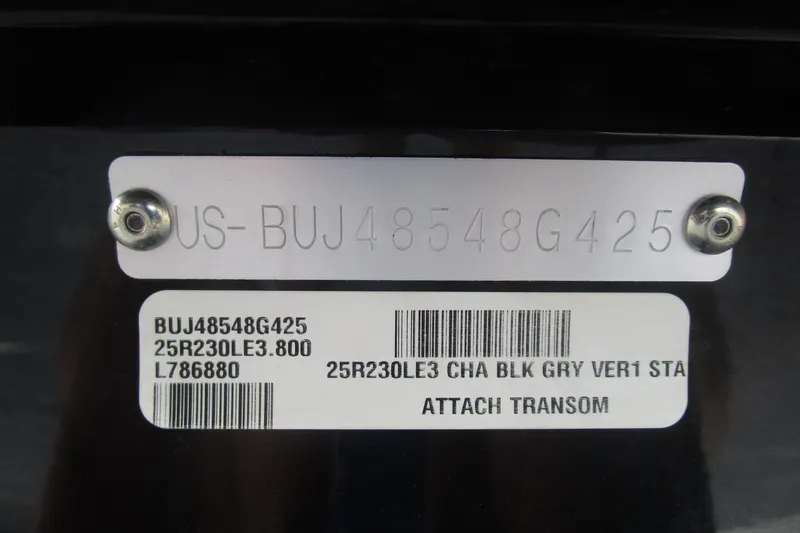 US-BUJ48548G425
BUJ48548G425
25R230LE3.800
L786880
25R230LE3 CHA BLK GRY VER1 STA
ATTACH TRANSOM